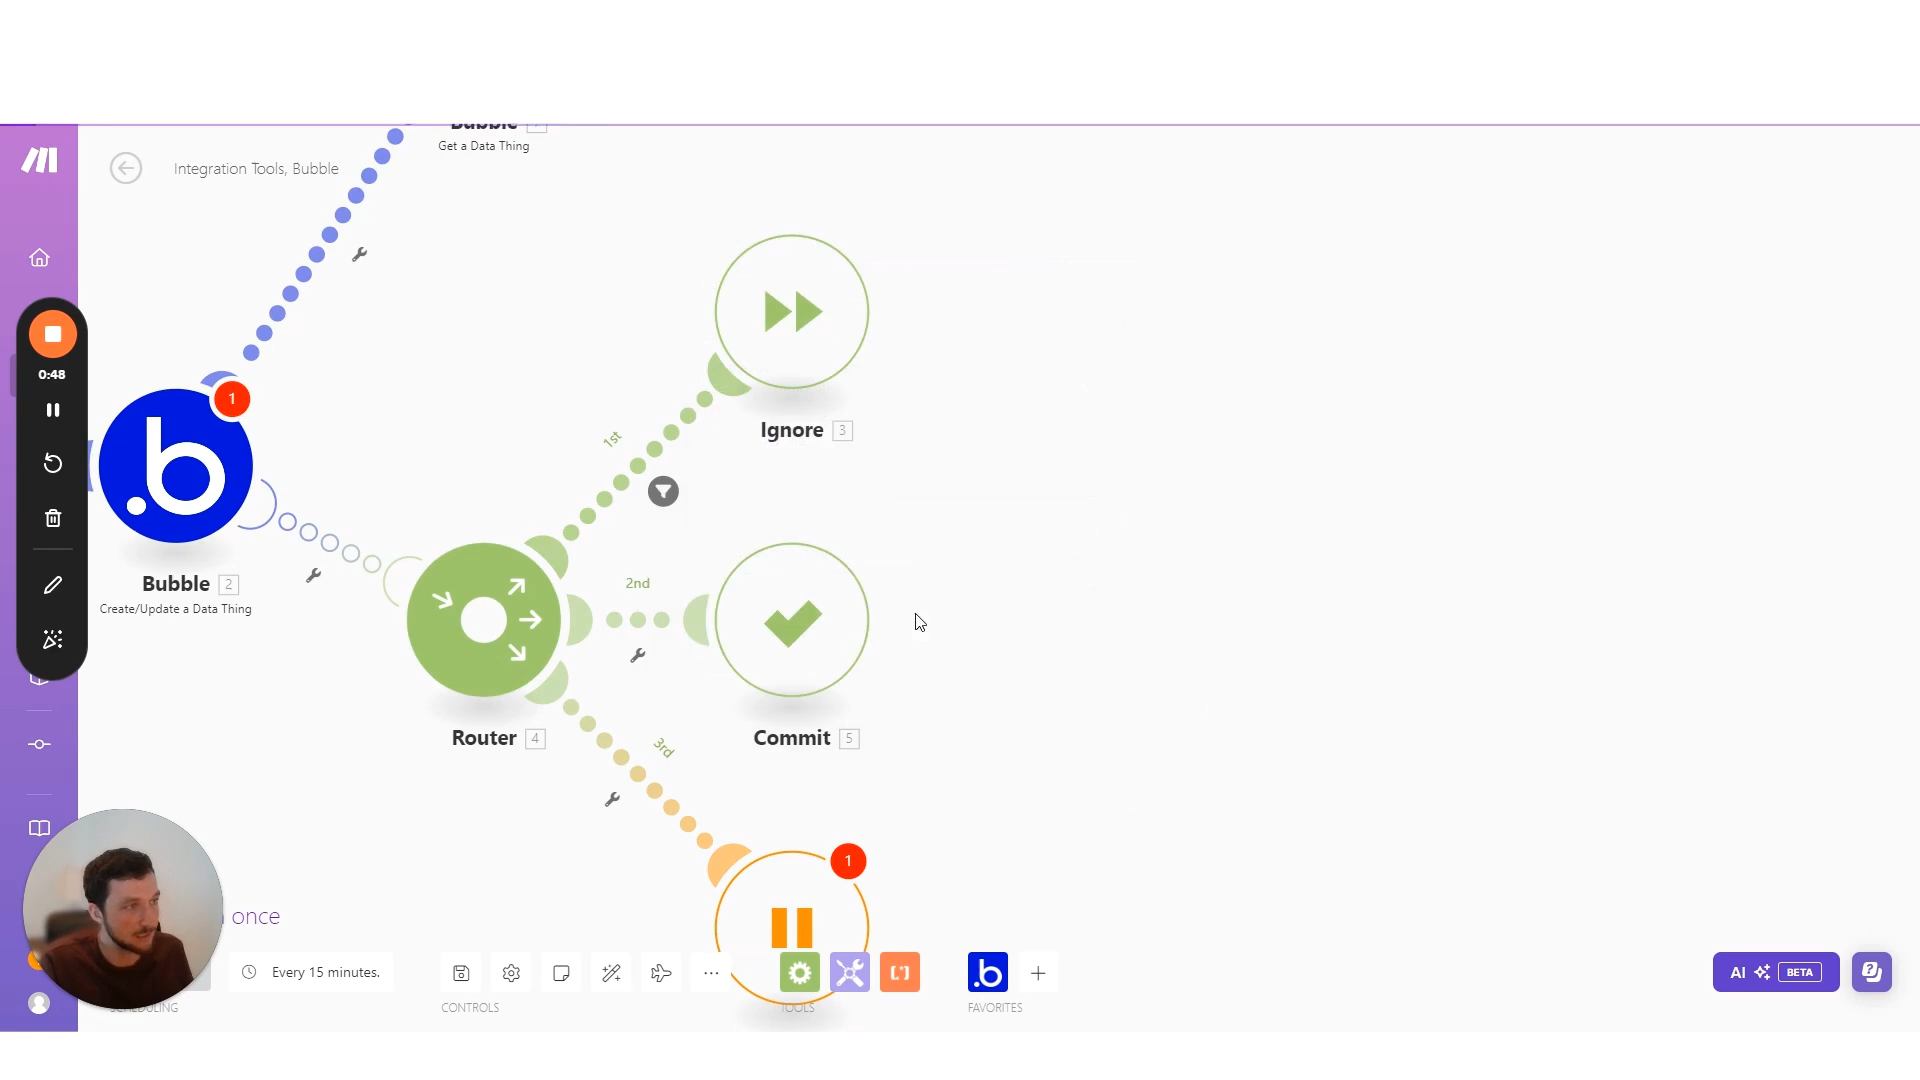 Bubble
Get a Data Thing
Integration Tools, Bubble
0:48
1
Ignore 3
1st
Bubble 2
Create/Update a Data Thing
2nd
Router 4
Commit 5
3rd
1
once
Every 15 minutes.
AI BETA
CONTROLS
TOOLS
FAVORITES